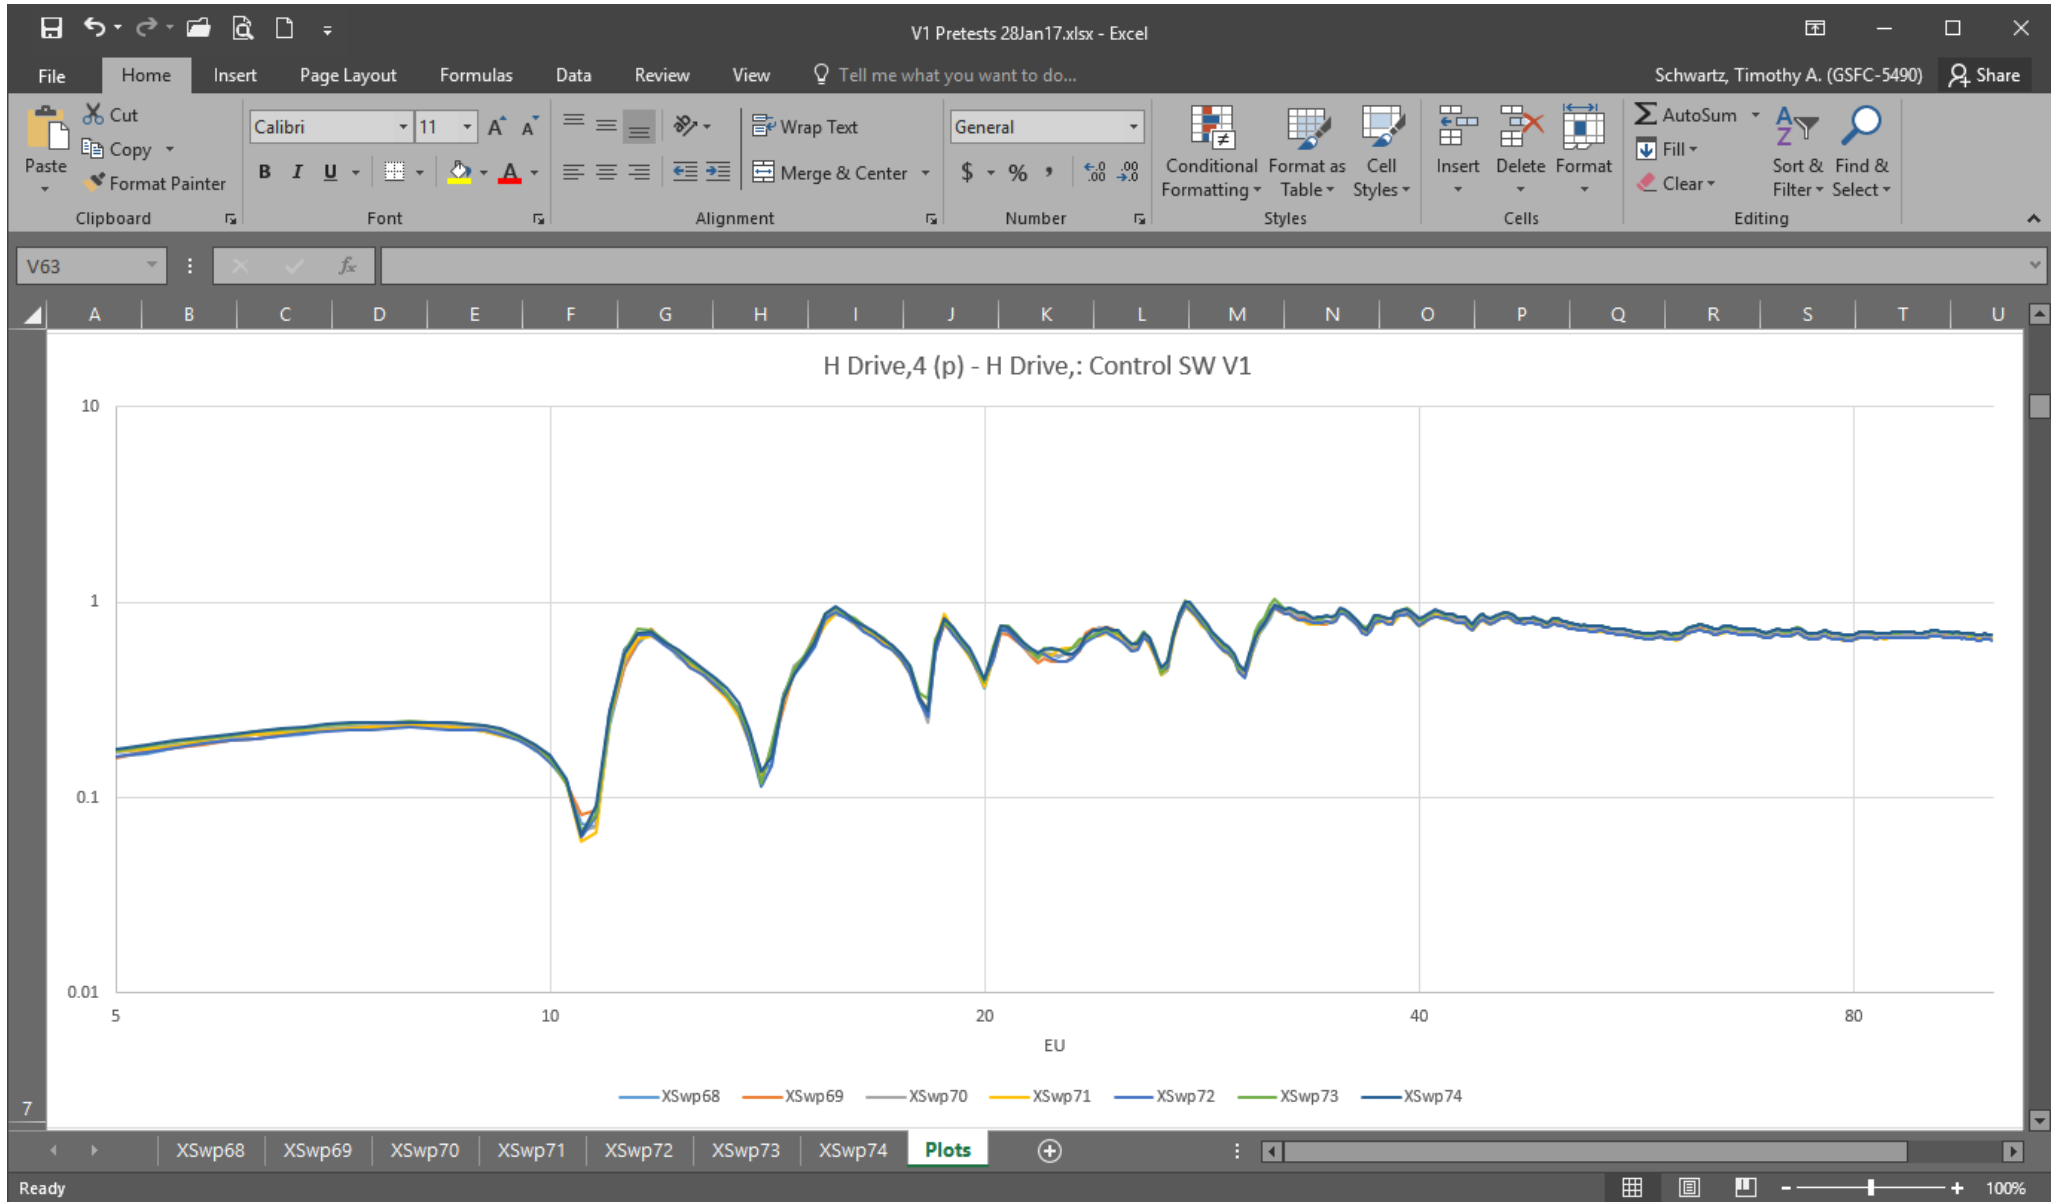 V1 Pretests 28Jan17.xlsx - Excel
File Home Insert Page Layout Formulas Data Review View Tell me what you want to do... Schwartz, Timothy A. (GSFC-5490) Share
Paste
Cut
Copy
Format Painter
Clipboard
Calibri 11 A A
B I U A
Font
Wrap Text
Merge & Center
Alignment
General
$ % , .0 .00 .00 .0
Number
Conditional Formatting
Format as Table
Cell Styles
Styles
Insert Delete Format
Cells
AutoSum
Fill
Clear
Sort & Filter
Find & Select
Editing
V63 fx
A B C D E F G H I J K L M N O P Q R S T U
7
H Drive,4 (p) - H Drive,: Control SW V1
10
1
0.1
0.01
5 10 20 40 80
EU
XSwp68 XSwp69 XSwp70 XSwp71 XSwp72 XSwp73 XSwp74
XSwp68 XSwp69 XSwp70 XSwp71 XSwp72 XSwp73 XSwp74 Plots
Ready 100%